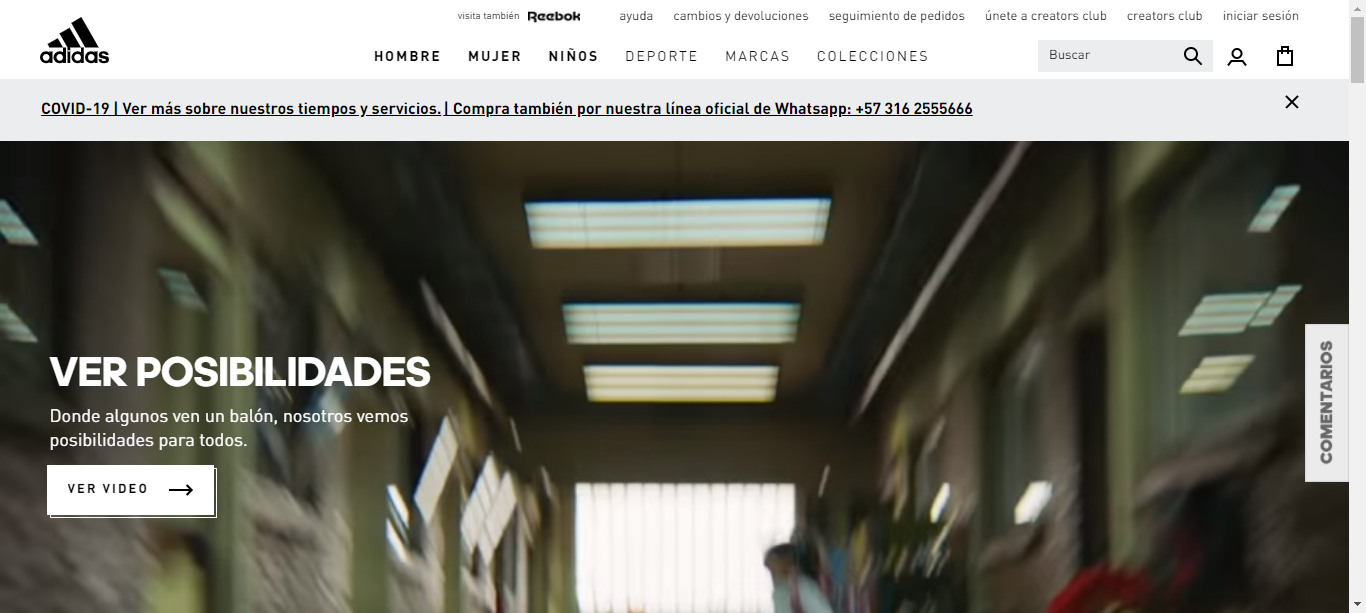 visita también Reebok ayuda cambios y devoluciones seguimiento de pedidos únete a creators club creators club iniciar sesión
adidas
HOMBRE MUJER NIÑOS DEPORTE MARCAS COLECCIONES Buscar
COVID-19 | Ver más sobre nuestros tiempos y servicios. | Compra también por nuestra línea oficial de Whatsapp: +57 316 2555666
VER POSIBILIDADES
Donde algunos ven un balón, nosotros vemos
posibilidades para todos.
VER VIDEO
COMENTARIOS